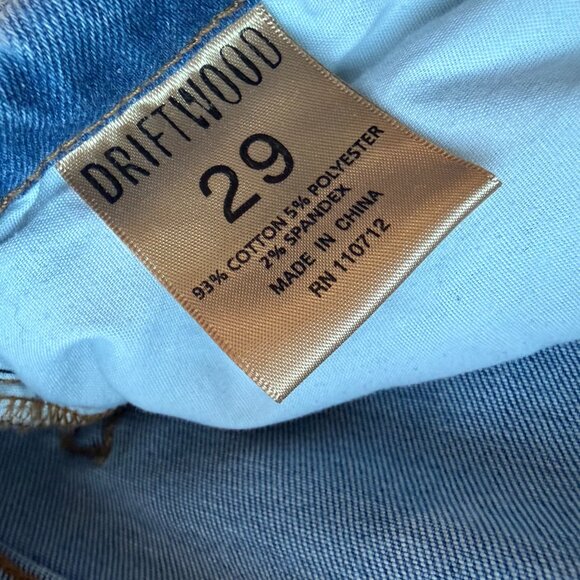 DRIFTWOOD
29
93% COTTON 5% POLYESTER
2% SPANDEX
MADE IN CHINA
RN 110712